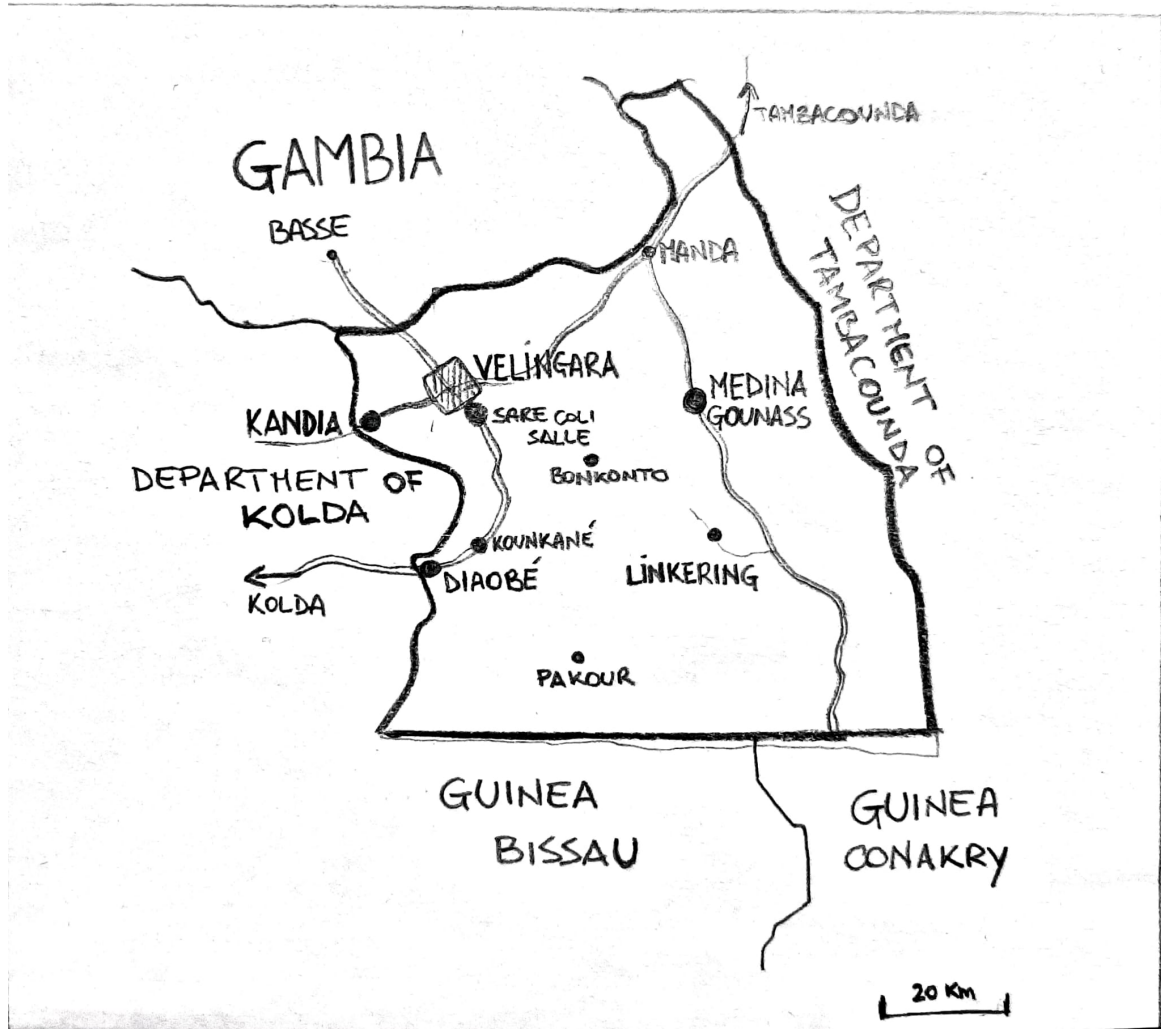 TAMBACOUNDA
GAMBIA
BASSE
MANDA
DEPARTMENT OF
TAMBACOUNDA
VELINGARA
MEDINA
GOUNASS
KANDIA
SARE COLI
SALLE
BONKONTO
DEPARTMENT OF
KOLDA
KOUNKANÉ
DIAOBÉ
LINKERING
KOLDA
PAKOUR
GUINEA
BISSAU
GUINEA
CONAKRY
20 Km